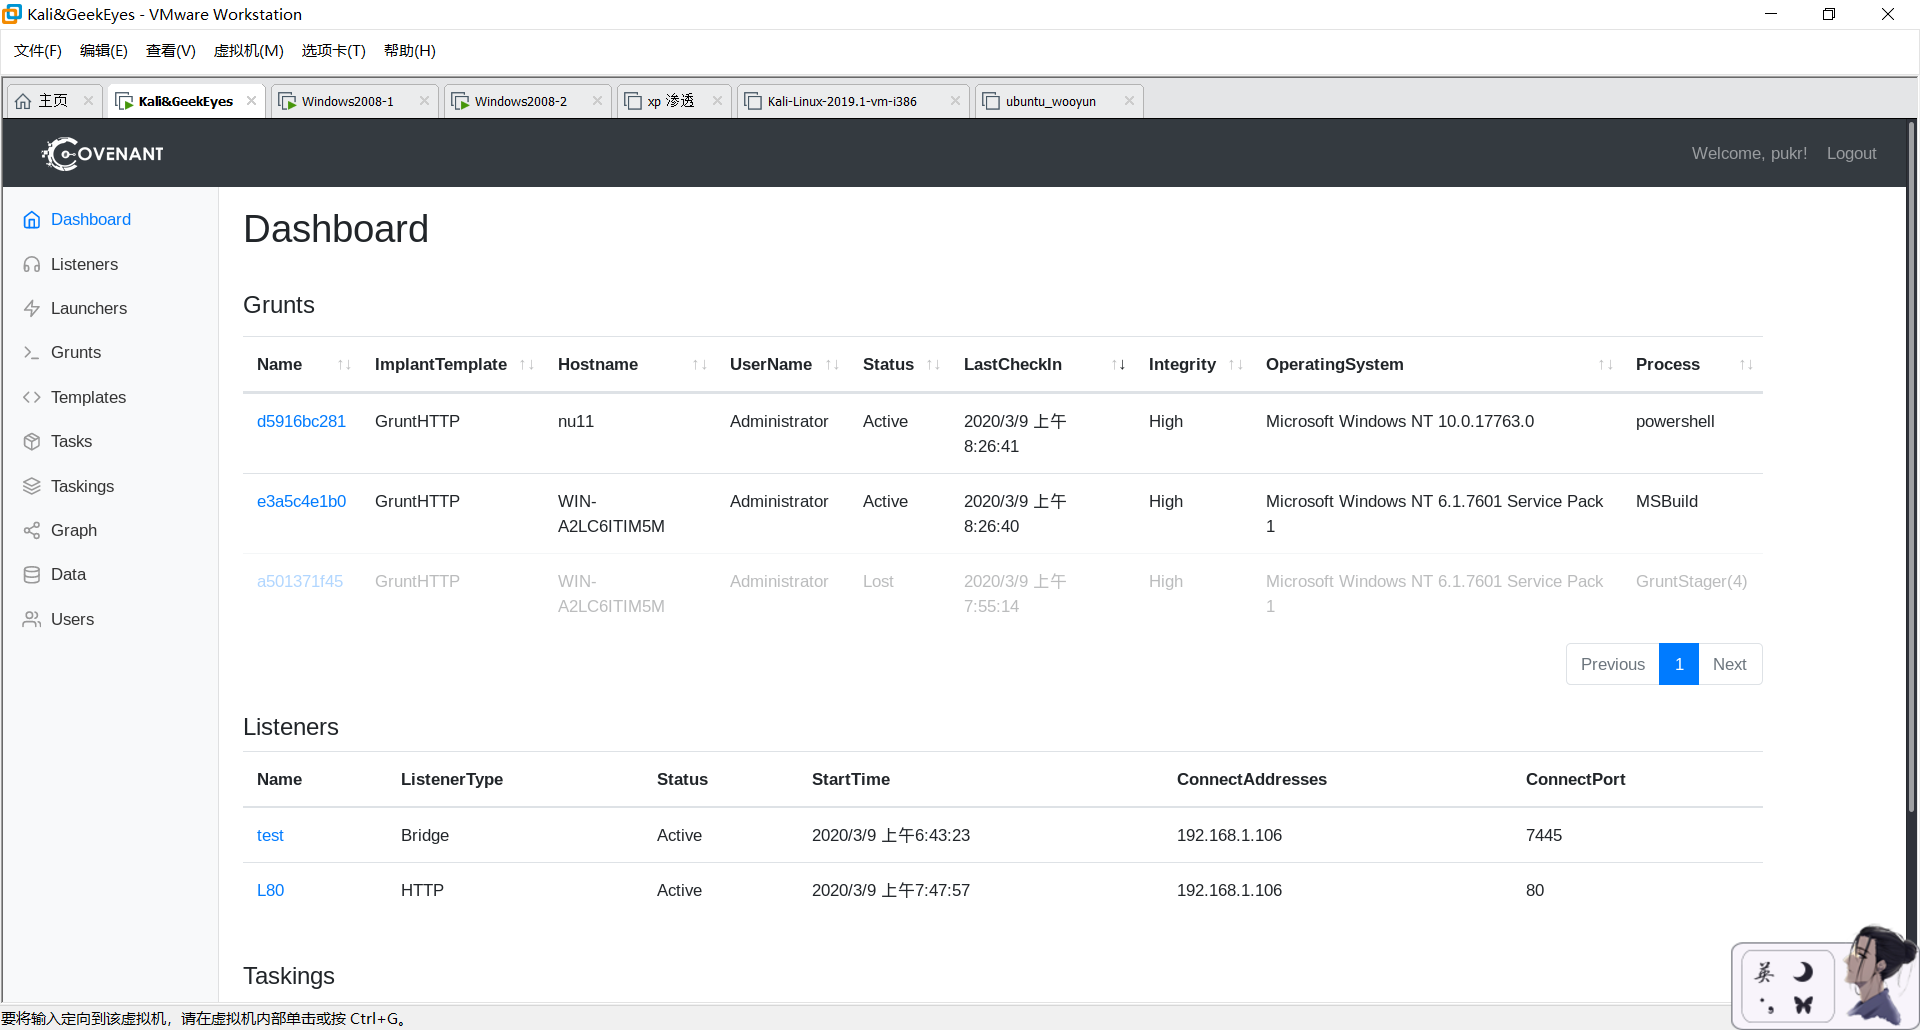 Kali&GeekEyes - VMware Workstation
文件(F) 编辑(E) 查看(V) 虚拟机(M) 选项卡(T) 帮助(H)
主页 Kali&GeekEyes Windows2008-1 Windows2008-2 xp 渗透 Kali-Linux-2019.1-vm-i386 ubuntu_wooyun
COVENANT Welcome, pukr! Logout
Dashboard
Listeners
Launchers
Grunts
Templates
Tasks
Taskings
Graph
Data
Users
Dashboard
Grunts
Name ImplantTemplate Hostname UserName Status LastCheckIn Integrity OperatingSystem Process
d5916bc281 GruntHTTP nu11 Administrator Active 2020/3/9 上午 High Microsoft Windows NT 10.0.17763.0 powershell
8:26:41
e3a5c4e1b0 GruntHTTP WIN- Administrator Active 2020/3/9 上午 High Microsoft Windows NT 6.1.7601 Service Pack MSBuild
A2LC6ITIM5M 8:26:40 1
a501371f45 GruntHTTP WIN- Administrator Lost 2020/3/9 上午 High Microsoft Windows NT 6.1.7601 Service Pack GruntStager(4)
A2LC6ITIM5M 7:55:14 1
Previous 1 Next
Listeners
Name ListenerType Status StartTime ConnectAddresses ConnectPort
test Bridge Active 2020/3/9 上午6:43:23 192.168.1.106 7445
L80 HTTP Active 2020/3/9 上午7:47:57 192.168.1.106 80
Taskings
英
要将输入定向到该虚拟机，请在虚拟机内部单击或按 Ctrl+G。